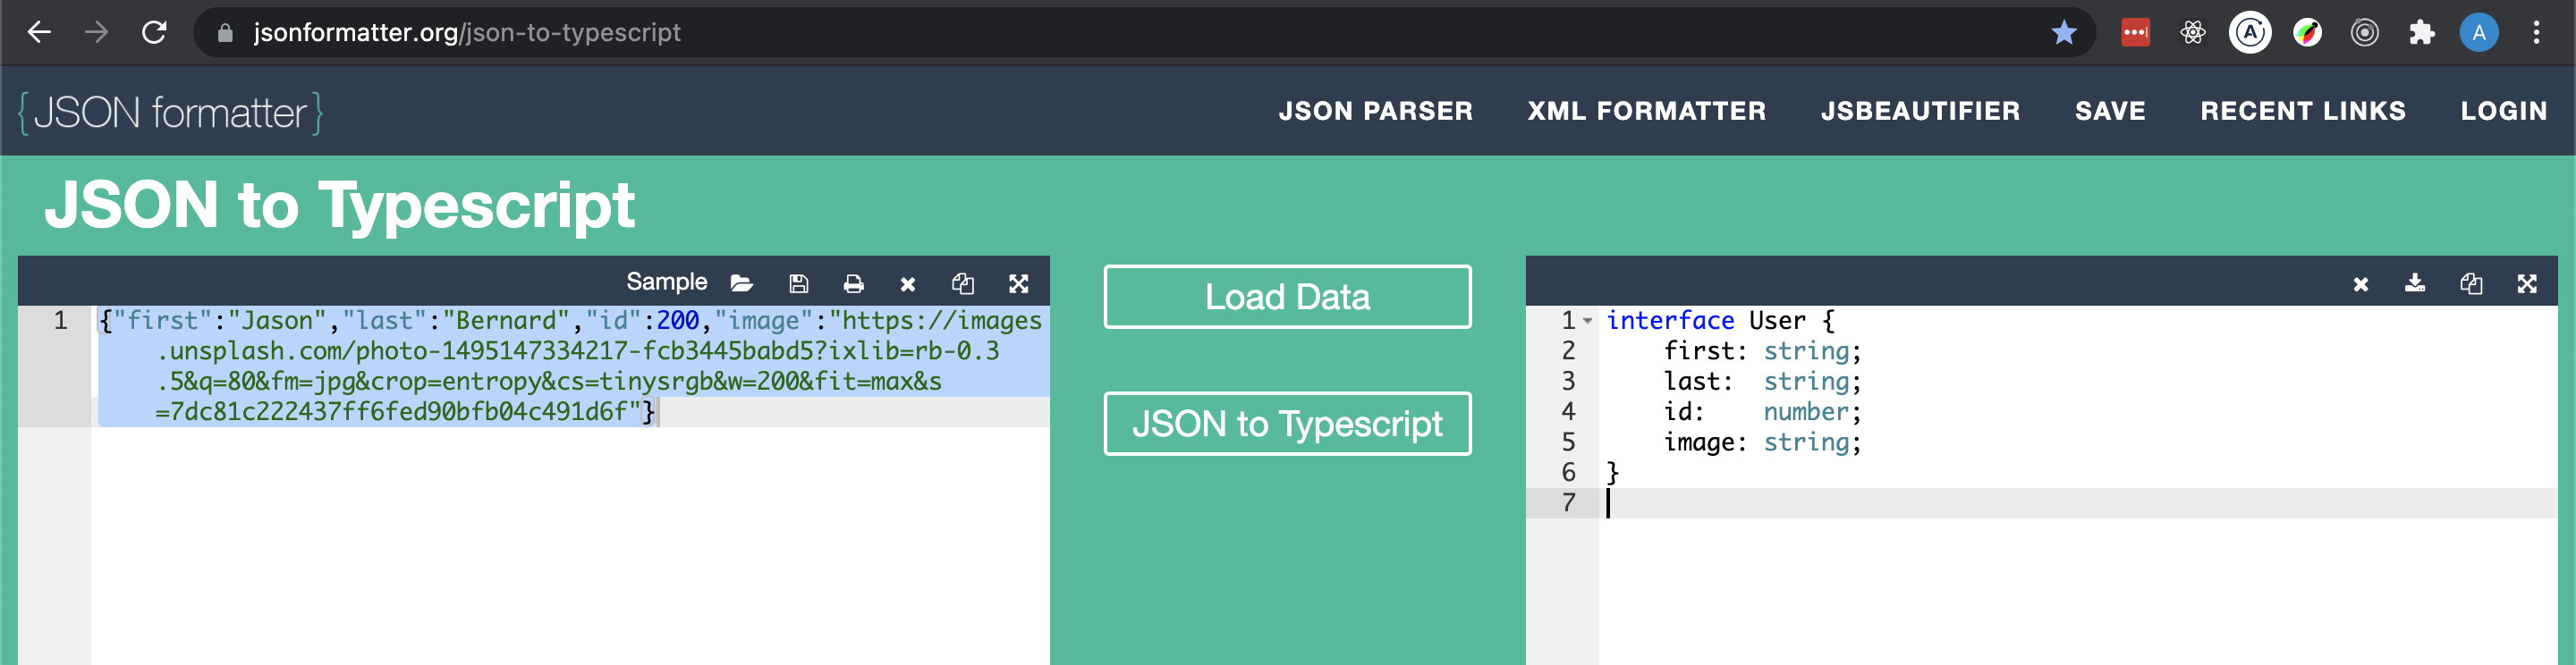 jsonformatter.org/json-to-typescript
A
A
{JSON formatter}
JSON PARSER XML FORMATTER JSBEAUTIFIER SAVE RECENT LINKS LOGIN
JSON to Typescript
Sample
1 {"first":"Jason","last":"Bernard","id":200,"image":"https://images
.unsplash.com/photo-1495147334217-fcb3445babd5?ixlib=rb-0.3
.5&q=80&fm=jpg&crop=entropy&cs=tinysrgb&w=200&fit=max&s
=7dc81c222437ff6fed90bfb04c491d6f"}
Load Data
JSON to Typescript
1 interface User {
2 first: string;
3 last: string;
4 id: number;
5 image: string;
6 }
7